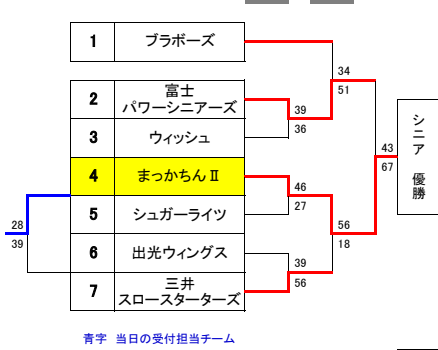 1 ブラボーズ
34
51
2 富士
パワーシニアーズ
39
36
3 ウィッシュ
シニア 優勝
43
67
4 まっかちんⅡ
46
27
5 シュガーライツ
28
39
56
18
6 出光ウィングス
39
56
7 三井
スロースターターズ
青字 当日の受付担当チーム